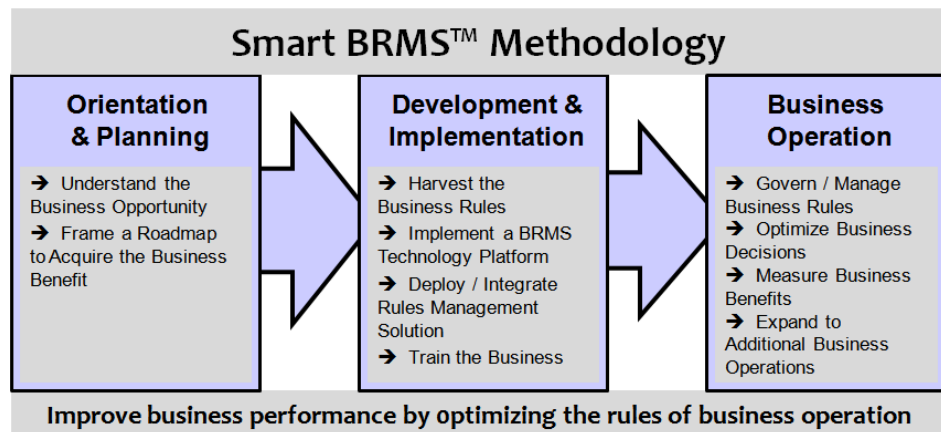 Smart BRMS™ Methodology
Orientation
& Planning
➔ Understand the
Business Opportunity
➔ Frame a Roadmap
to Acquire the Business
Benefit
Development &
Implementation
➔ Harvest the
Business Rules
➔ Implement a BRMS
Technology Platform
➔ Deploy / Integrate
Rules Management
Solution
➔ Train the Business
Business
Operation
➔ Govern / Manage
Business Rules
➔ Optimize Business
Decisions
➔ Measure Business
Benefits
➔ Expand to
Additional Business
Operations
Improve business performance by 0ptimizing the rules of business operation